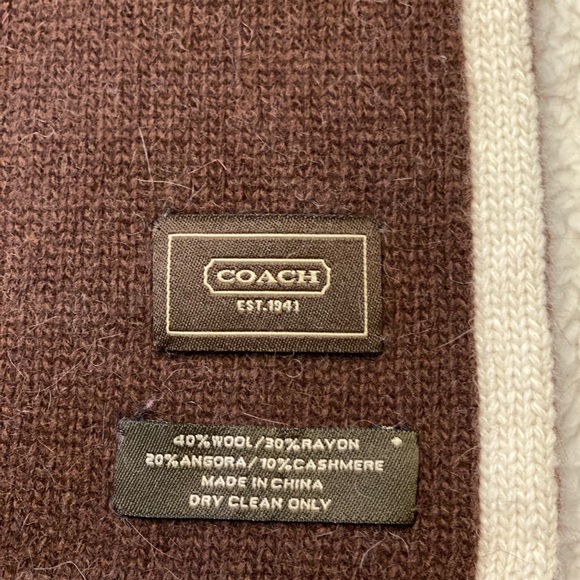 COACH
EST.1941
40%WOOL/30%RAYON
20%ANGORA/10%CASHMERE
MADE IN CHINA
DRY CLEAN ONLY